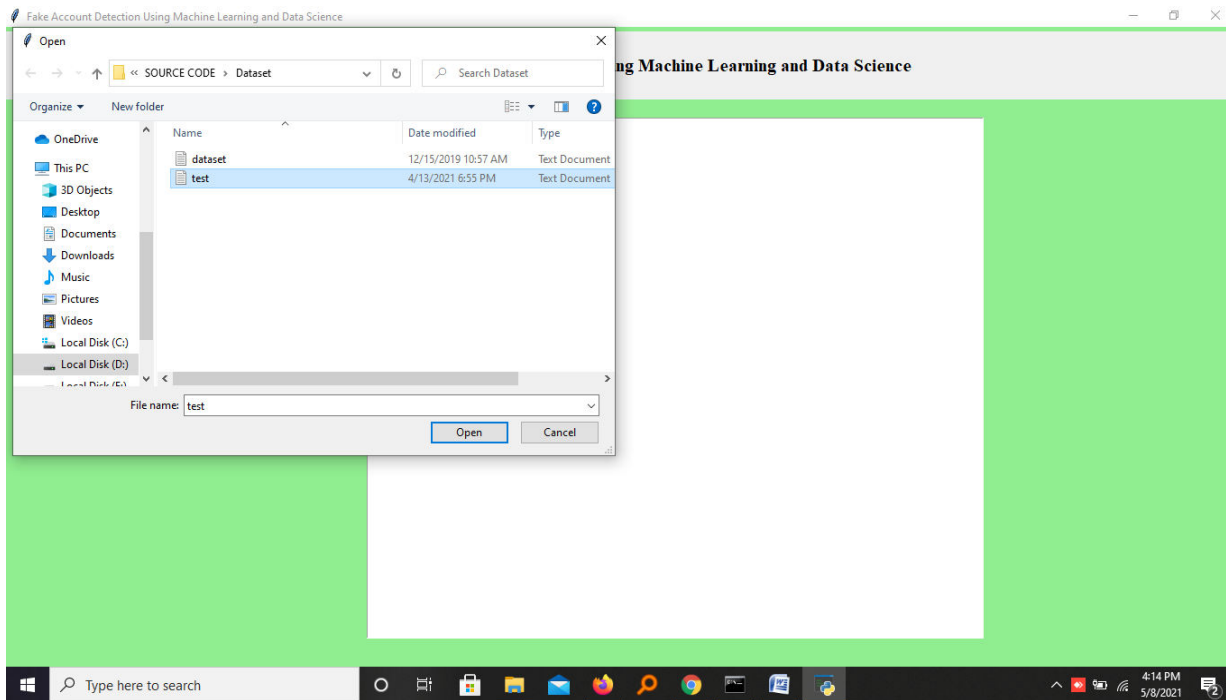 Fake Account Detection Using Machine Learning and Data Science
Open
ng Machine Learning and Data Science
« SOURCE CODE › Dataset
Search Dataset
Organize
New folder
Name
Date modified
Type
dataset
12/15/2019 10:57 AM
Text Document
test
4/13/2021 6:55 PM
Text Document
OneDrive
This PC
3D Objects
Desktop
Documents
Downloads
Music
Pictures
Videos
Local Disk (C:)
Local Disk (D:)
File name:
test
Open
Cancel
Type here to search
4:14 PM
5/8/2021
2